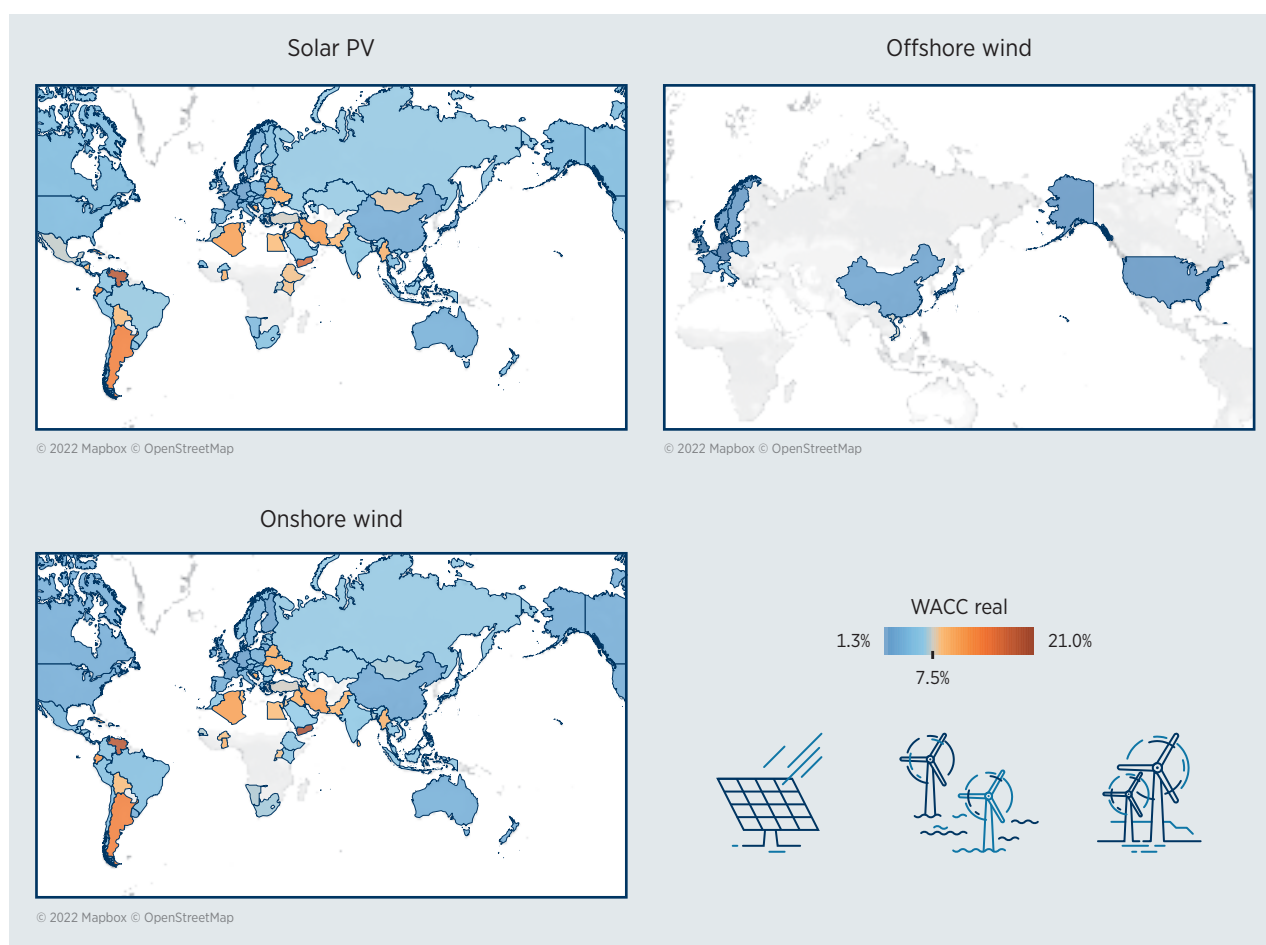 Solar PV
Offshore wind
© 2022 Mapbox © OpenStreetMap
© 2022 Mapbox © OpenStreetMap
Onshore wind
WACC real
1.3%
21.0%
7.5%
© 2022 Mapbox © OpenStreetMap